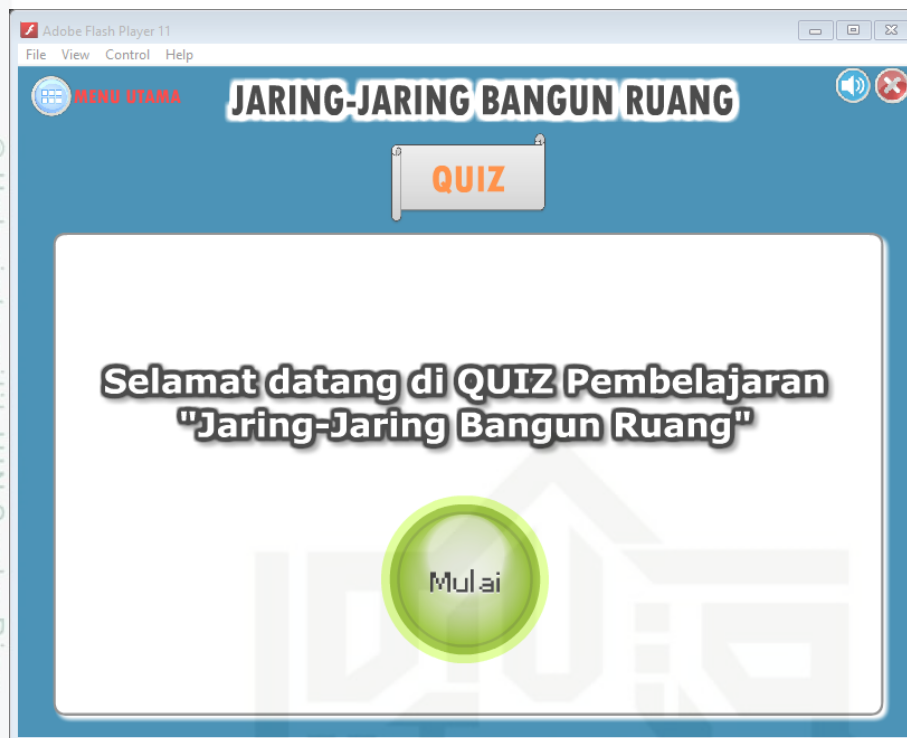 Adobe Flash Player 11
File View Control Help
MENU UTAMA
JARING-JARING BANGUN RUANG
QUIZ
Selamat datang di QUIZ Pembelajaran
"Jaring-Jaring Bangun Ruang"
Mulai